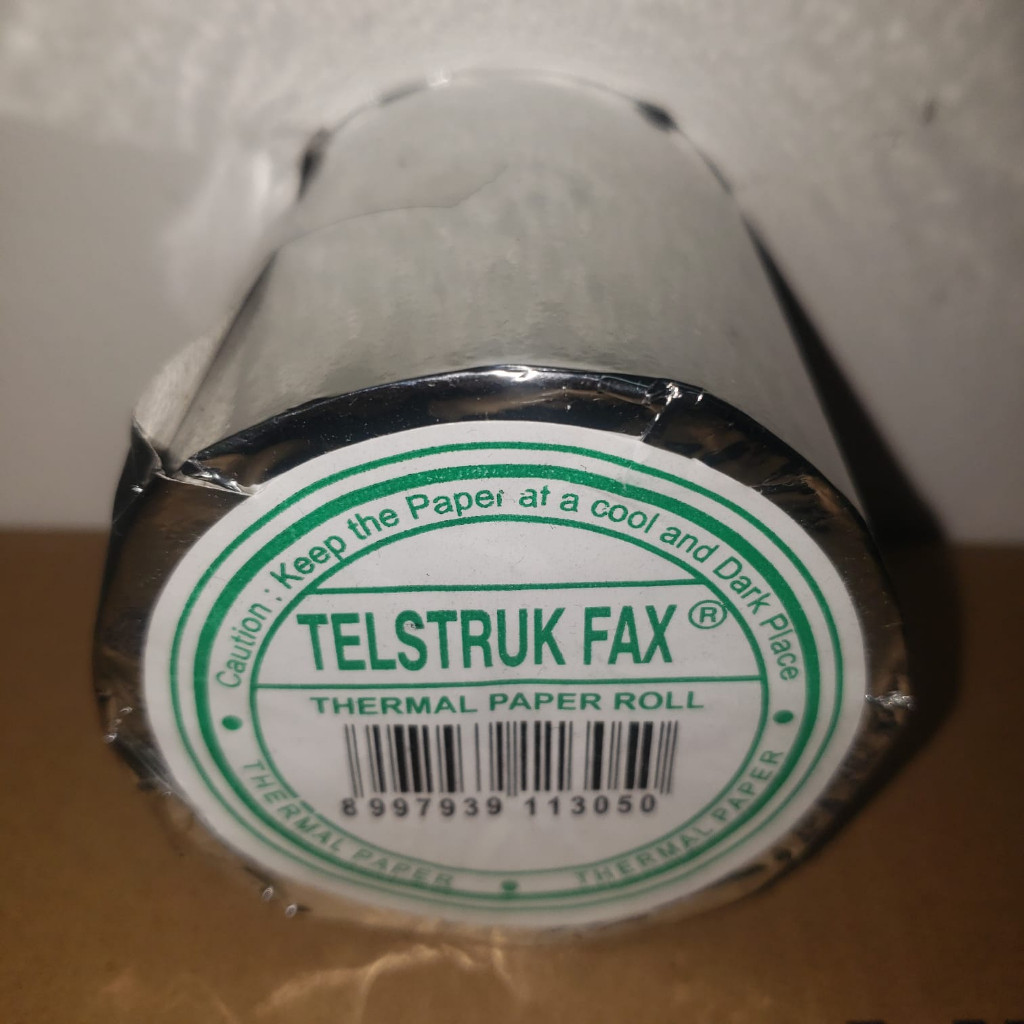 Caution : Keep the Paper at a cool and Dark Place
TELSTRUK FAX ®
THERMAL PAPER ROLL
8 997939 113050
THERMAL PAPER • THERMAL PAPER